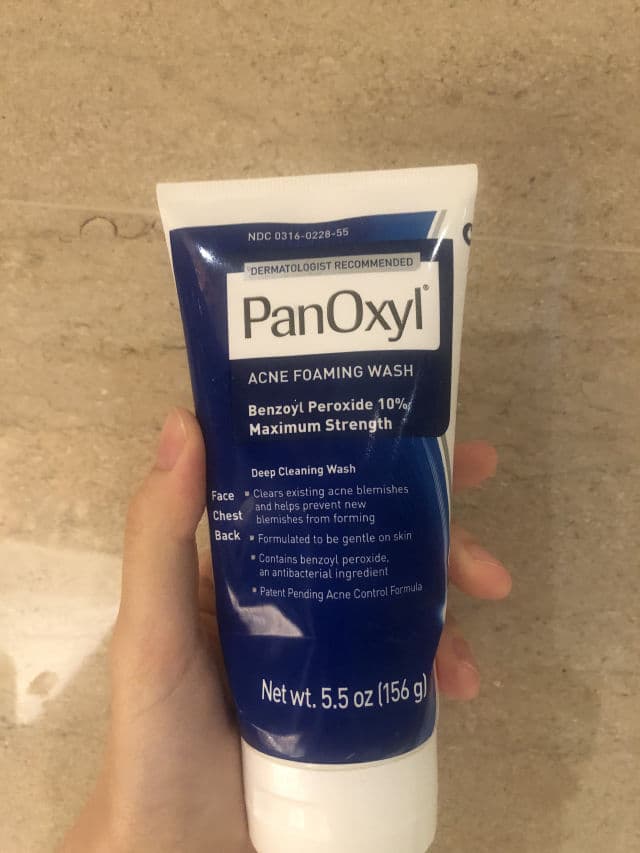 NDC 0316-0228-55
DERMATOLOGIST RECOMMENDED
PanOxyl®
ACNE FOAMING WASH
Benzoyl Peroxide 10%
Maximum Strength
Deep Cleaning Wash
Face
Chest
Back
▪ Clears existing acne blemishes
and helps prevent new
blemishes from forming
▪ Formulated to be gentle on skin
▪ Contains benzoyl peroxide,
an antibacterial ingredient
▪ Patent Pending Acne Control Formula
Net wt. 5.5 oz (156 g)